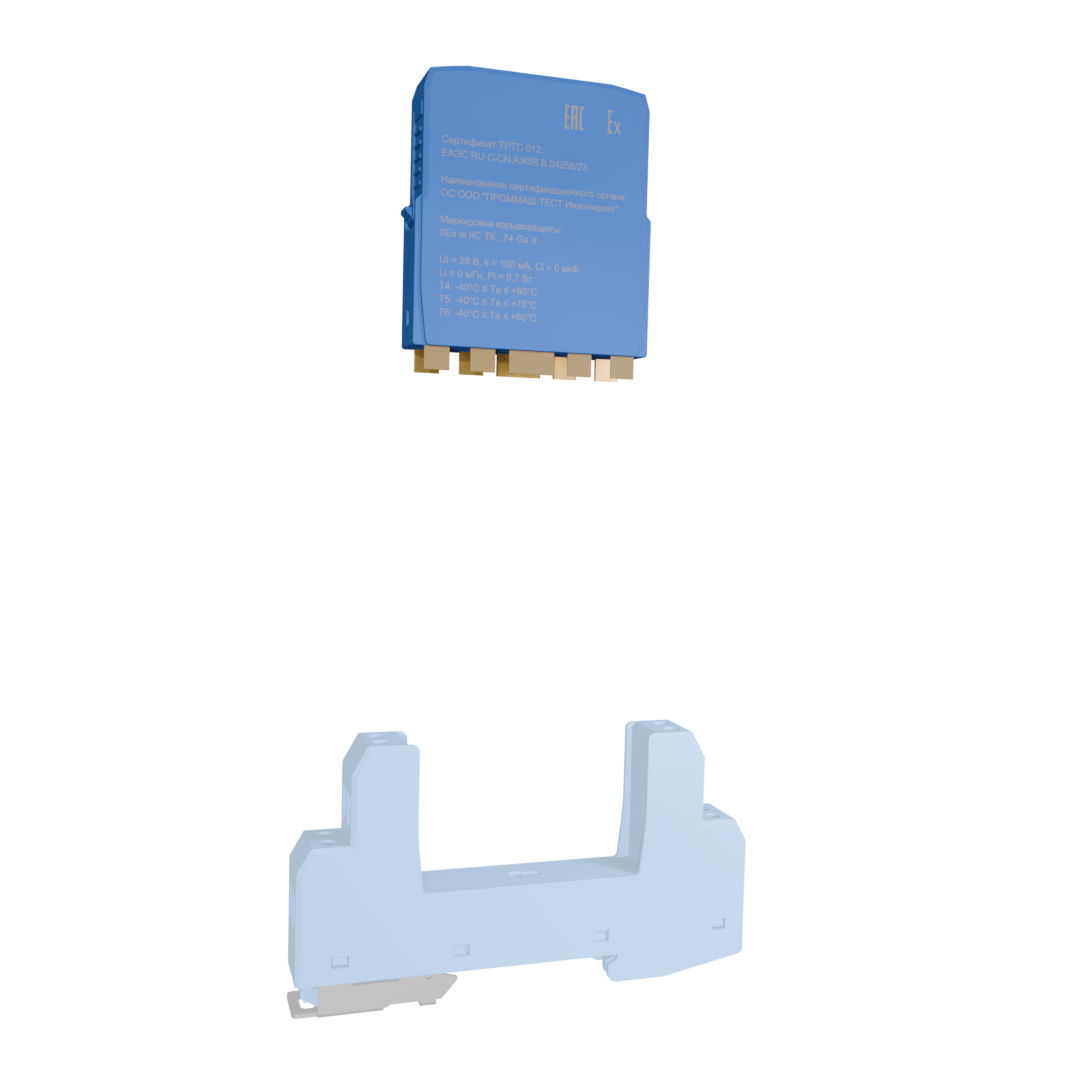 EAC Ex
Сертификат ТРТС 012:
ЕАЭС RU C-CN.АЖ58.В.04258/23
Наименование сертификационного органа:
ОС ООО "ПРОММАШ ТЕСТ Инжиниринг"
Маркировка взрывозащиты:
0Ex ia IIC T6...T4 Ga X
Ui = 28 В, Ii = 100 мА, Ci = 0 мкФ
Li = 0 мГн, Pi = 0.7 Вт
T4: -40°C ≤ Ta ≤ +80°C
T5: -40°C ≤ Ta ≤ +75°C
T6: -40°C ≤ Ta ≤ +60°C